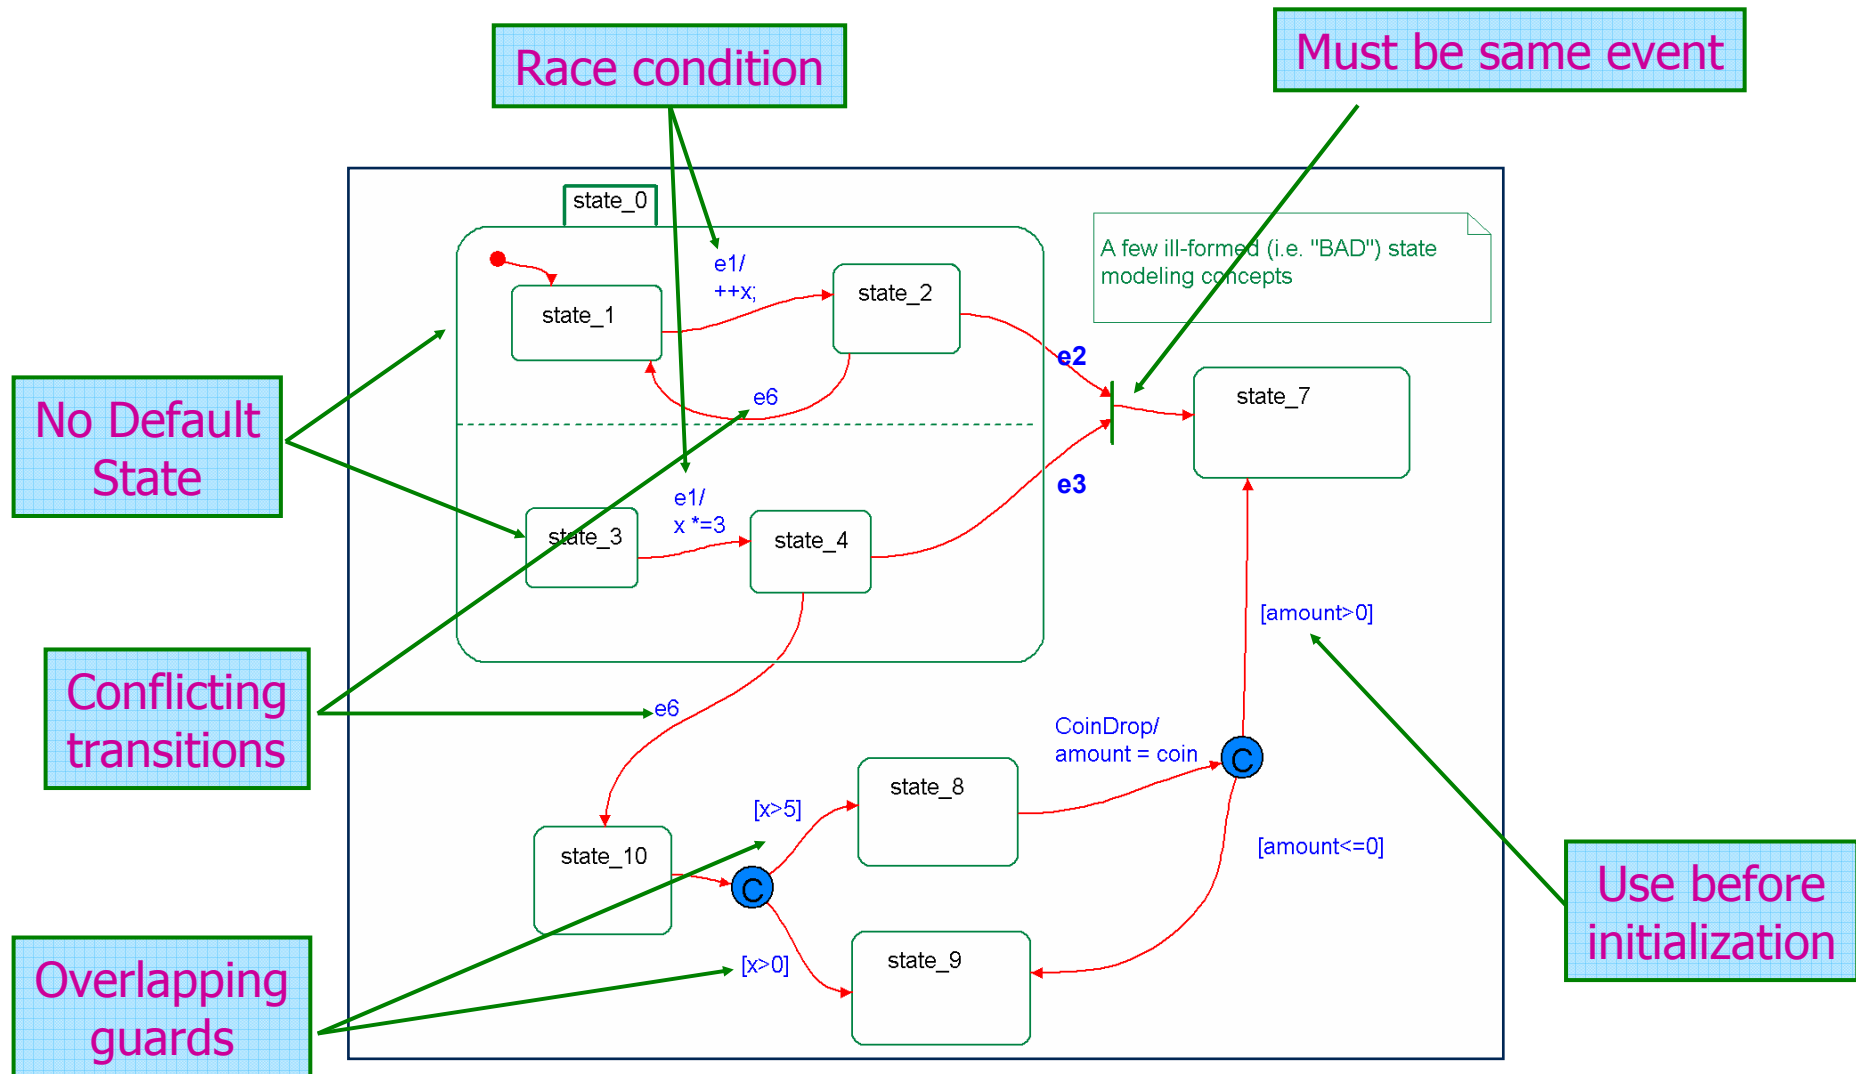 Race condition
Must be same event
state_0
A few ill-formed (i.e. "BAD") state
modeling concepts
e1/
++x;
state_1
state_2
e2
No Default
State
e6
state_7
e3
e1/
x *=3
state_3
state_4
[amount>0]
Conflicting
transitions
e6
CoinDrop/
amount = coin
C
[x>5]
state_8
[amount<=0]
state_10
C
Use before
initialization
[x>0]
state_9
Overlapping
guards